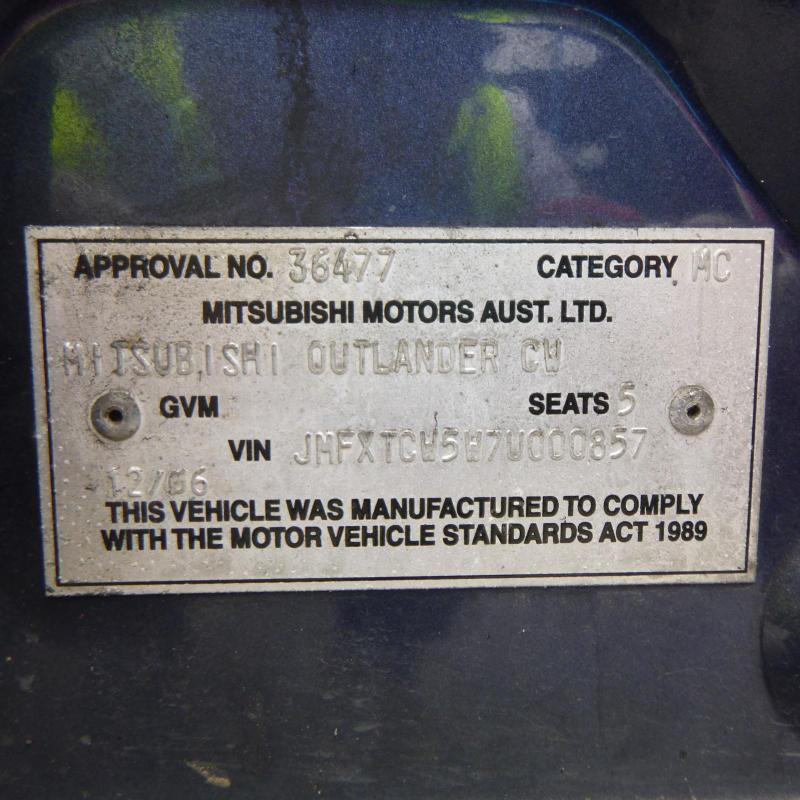 APPROVAL NO. 36477 CATEGORY MC
MITSUBISHI MOTORS AUST. LTD.
MITSUBISHI OUTLANDER CW
GVM SEATS 5
VIN JMFXTCW5W7U000857
12/06
THIS VEHICLE WAS MANUFACTURED TO COMPLY
WITH THE MOTOR VEHICLE STANDARDS ACT 1989